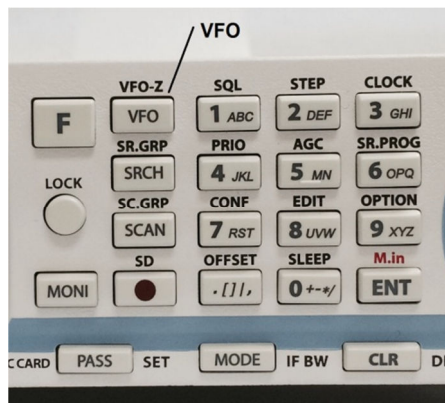 VFO
VFO-Z SQL STEP CLOCK
F VFO 1 ABC 2 DEF 3 GHI
SR.GRP PRIO AGC SR.PROG
SRCH 4 JKL 5 MN 6 OPQ
LOCK
SC.GRP CONF EDIT OPTION
SCAN 7 RST 8 UVW 9 XYZ
SD OFFSET SLEEP M.in
MONI .[]|, 0 +-*/ ENT
C CARD PASS SET MODE IF BW CLR